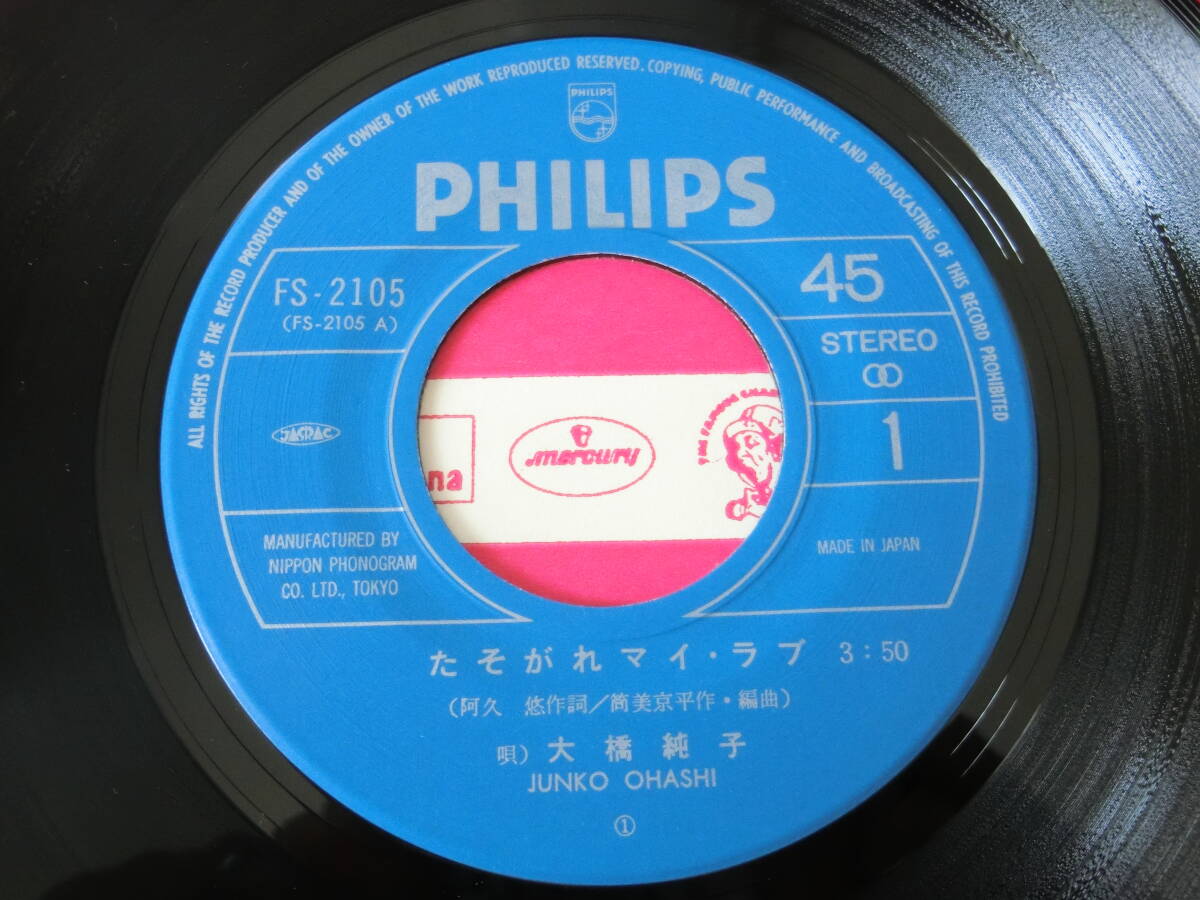 ALL RIGHTS OF THE RECORD PRODUCER AND OF THE OWNER OF THE WORK REPRODUCED RESERVED. COPYING, PUBLIC PERFORMANCE AND BROADCASTING OF THIS RECORD PROHIBITED
PHILIPS
PHILIPS
FS-2105
(FS-2105 A)
45
STEREO
1
JASRAC
mercury
na
MANUFACTURED BY
NIPPON PHONOGRAM
CO. LTD., TOKYO
MADE IN JAPAN
たそがれマイ・ラブ 3:50
(阿久 悠作詞/筒美京平作・編曲)
唄) 大橋純子
JUNKO OHASHI
①